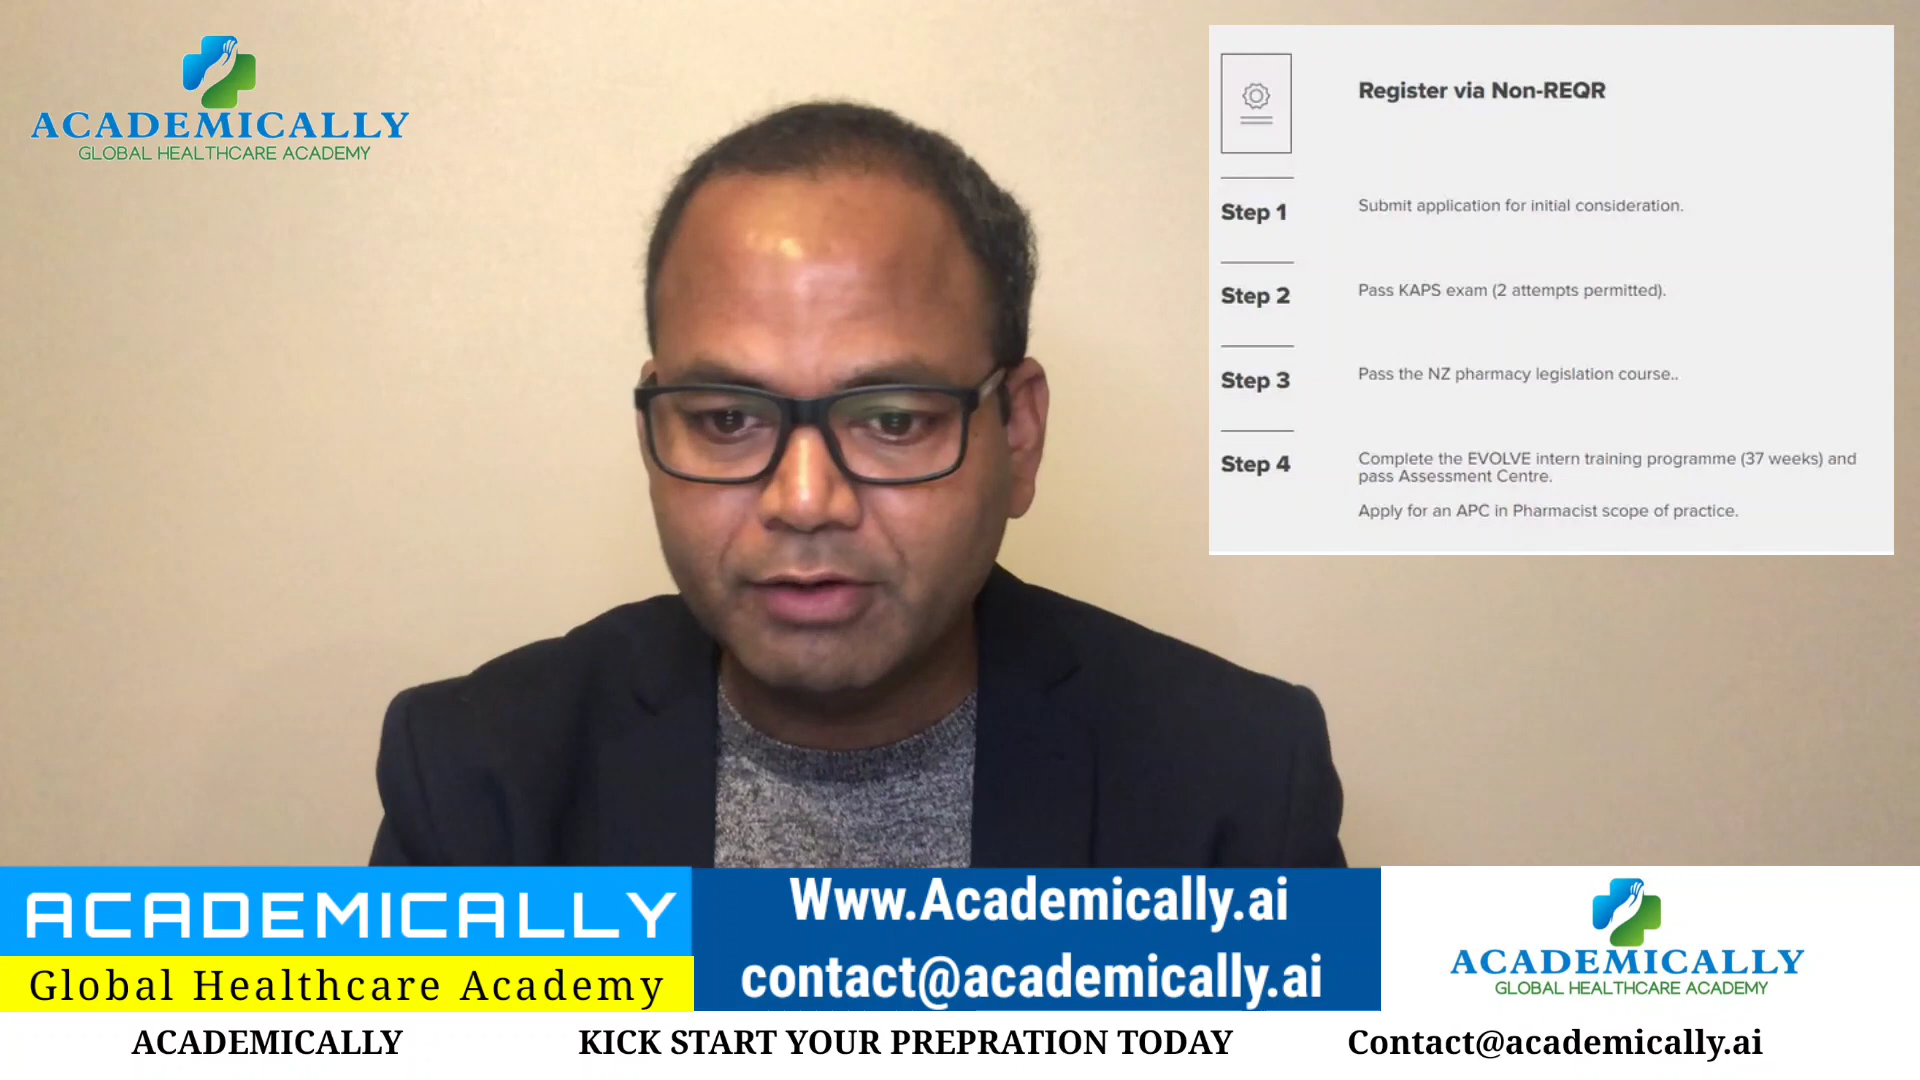 ACADEMICALLY
GLOBAL HEALTHCARE ACADEMY
Register via Non-REQR
Step 1
Submit application for initial consideration.
Step 2
Pass KAPS exam (2 attempts permitted).
Step 3
Pass the NZ pharmacy legislation course..
Step 4
Complete the EVOLVE intern training programme (37 weeks) and
pass Assessment Centre.
Apply for an APC in Pharmacist scope of practice.
ACADEMICALLY
Global Healthcare Academy
Www.Academically.ai
contact@academically.ai
ACADEMICALLY
GLOBAL HEALTHCARE ACADEMY
ACADEMICALLY KICK START YOUR PREPRATION TODAY Contact@academically.ai